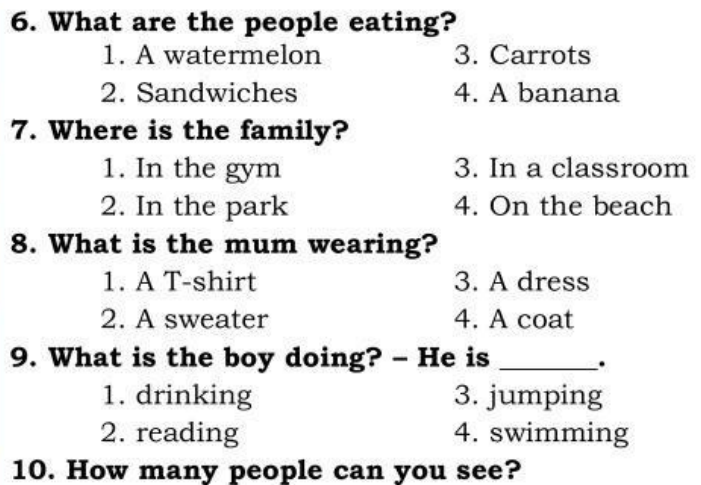 6. What are the people eating?
1. A watermelon 3. Carrots
2. Sandwiches 4. A banana
7. Where is the family?
1. In the gym 3. In a classroom
2. In the park 4. On the beach
8. What is the mum wearing?
1. A T-shirt 3. A dress
2. A sweater 4. A coat
9. What is the boy doing? – He is _______.
1. drinking 3. jumping
2. reading 4. swimming
10. How many people can you see?